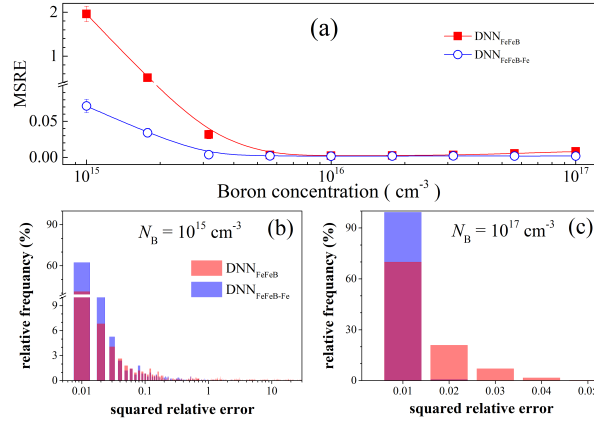 (a)
DNN_FeFeB
DNN_FeFeB-Fe
MSRE
2
1
0.05
0.00
10^15
10^16
10^17
Boron concentration ( cm^-3 )
(b)
N_B = 10^15 cm^-3
DNN_FeFeB
DNN_FeFeB-Fe
relative frequancy (%)
90
60
9
6
3
0
0.01
0.1
1
10
squared relative error
(c)
N_B = 10^17 cm^-3
relative frequancy (%)
90
60
30
0
0.01
0.02
0.03
0.04
squared relative error